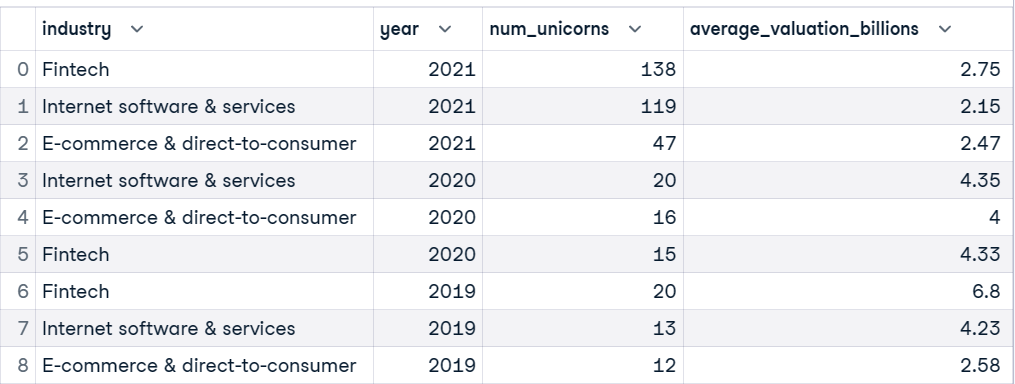 industry year num_unicorns average_valuation_billions
0 Fintech 2021 138 2.75
1 Internet software & services 2021 119 2.15
2 E-commerce & direct-to-consumer 2021 47 2.47
3 Internet software & services 2020 20 4.35
4 E-commerce & direct-to-consumer 2020 16 4
5 Fintech 2020 15 4.33
6 Fintech 2019 20 6.8
7 Internet software & services 2019 13 4.23
8 E-commerce & direct-to-consumer 2019 12 2.58